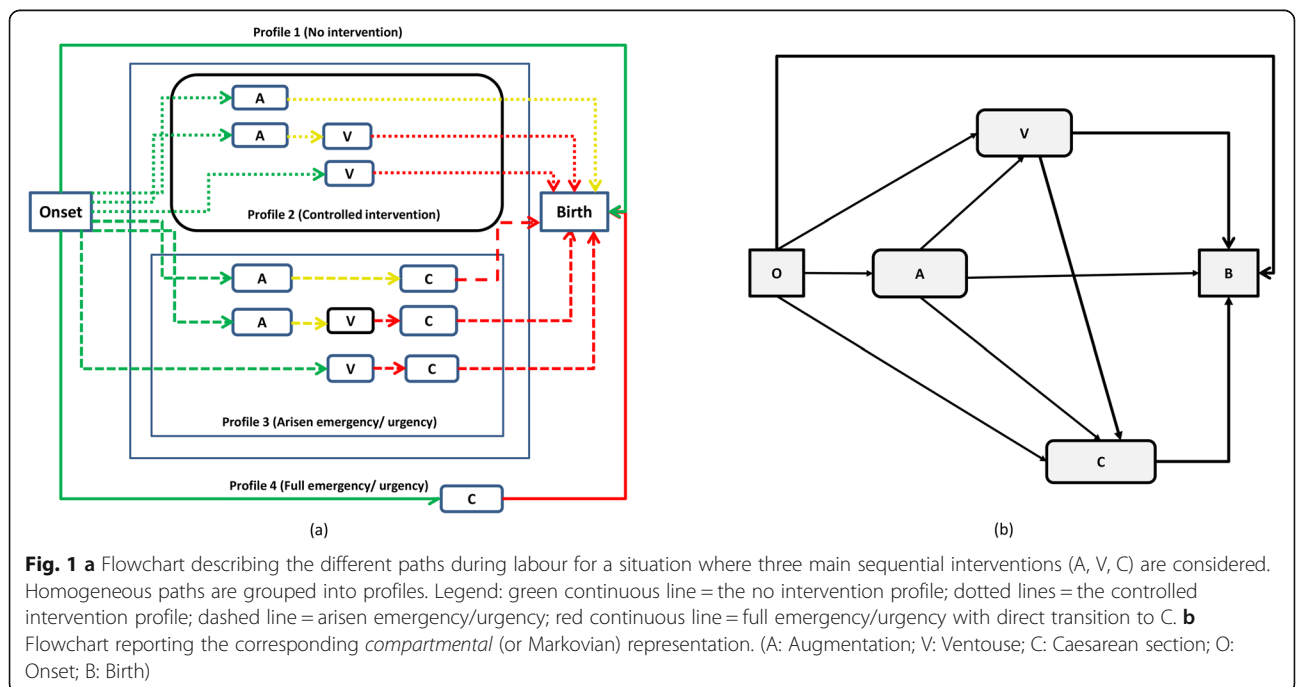 Profile 1 (No intervention)
A
A V
V
Profile 2 (Controlled intervention)
Onset
Birth
A C
A V C
V C
Profile 3 (Arisen emergency/ urgency)
Profile 4 (Full emergency/ urgency)
C
(a)
V
O A B
C
(b)
Fig. 1 a Flowchart describing the different paths during labour for a situation where three main sequential interventions (A, V, C) are considered.
Homogeneous paths are grouped into profiles. Legend: green continuous line = the no intervention profile; dotted lines = the controlled
intervention profile; dashed line = arisen emergency/urgency; red continuous line = full emergency/urgency with direct transition to C. b
Flowchart reporting the corresponding compartmental (or Markovian) representation. (A: Augmentation; V: Ventouse; C: Caesarean section; O:
Onset; B: Birth)